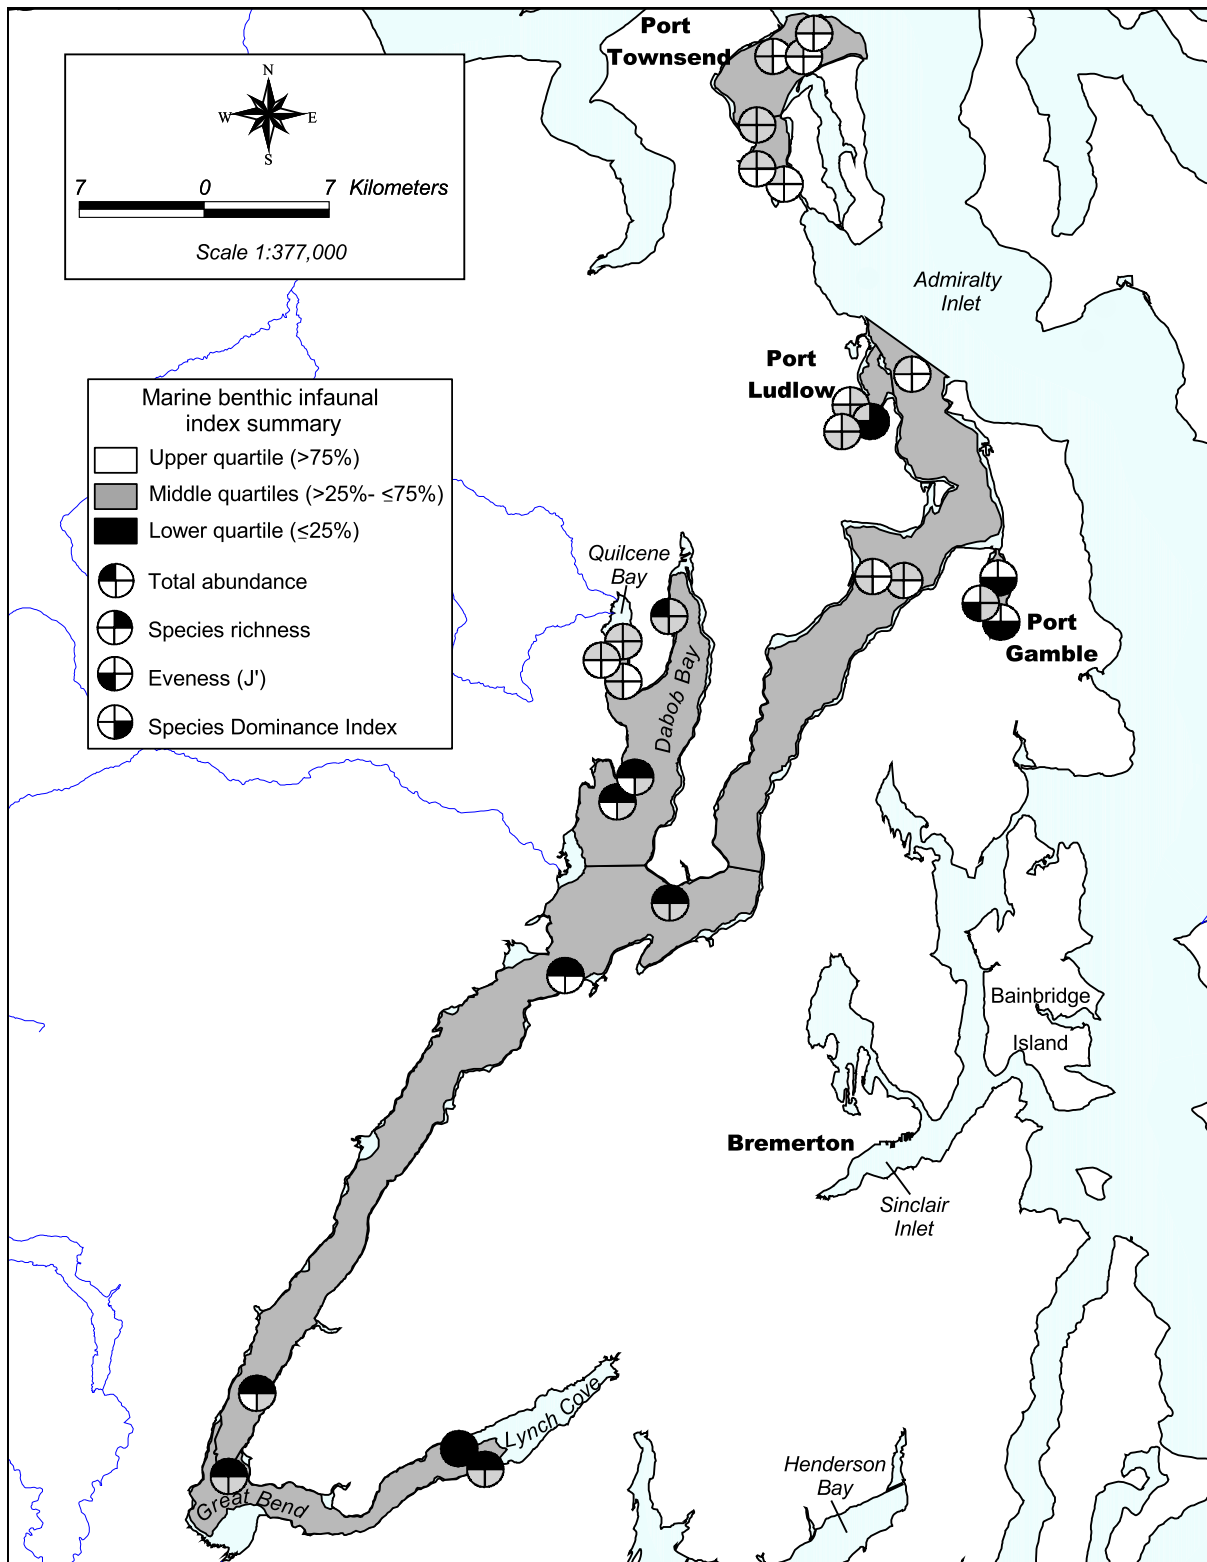 Port
Townsend
N
W E
S
7 0 7 Kilometers
Scale 1:377,000
Admiralty
Inlet
Port
Ludlow
Marine benthic infaunal
index summary
Upper quartile (>75%)
Middle quartiles (>25%- ≤75%)
Lower quartile (≤25%)
Total abundance
Species richness
Eveness (J')
Species Dominance Index
Quilcene
Bay
Dabob Bay
Port
Gamble
Bainbridge
Island
Bremerton
Sinclair
Inlet
Lynch Cove
Great Bend
Henderson
Bay